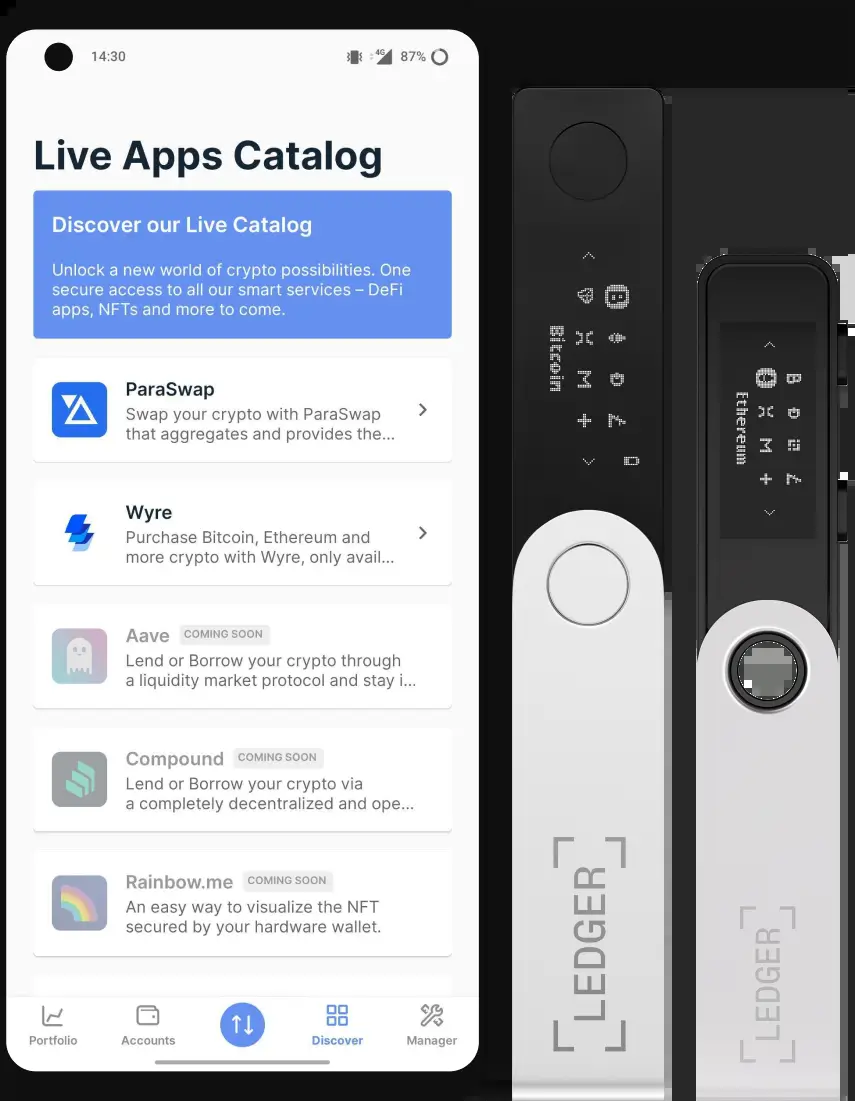 14:30
4G
87%
Live Apps Catalog
Discover our Live Catalog
Unlock a new world of crypto possibilities. One
secure access to all our smart services – DeFi
apps, NFTs and more to come.
ParaSwap
Swap your crypto with ParaSwap
that aggregates and provides the...
Wyre
Purchase Bitcoin, Ethereum and
more crypto with Wyre, only avail...
Aave COMING SOON
Lend or Borrow your crypto through
a liquidity market protocol and stay i...
Compound COMING SOON
Lend or Borrow your crypto via
a completely decentralized and ope...
Rainbow.me COMING SOON
An easy way to visualize the NFT
secured by your hardware wallet.
Portfolio
Accounts
Discover
Manager
Bitcoin
LEDGER
Ethereum
LEDGER